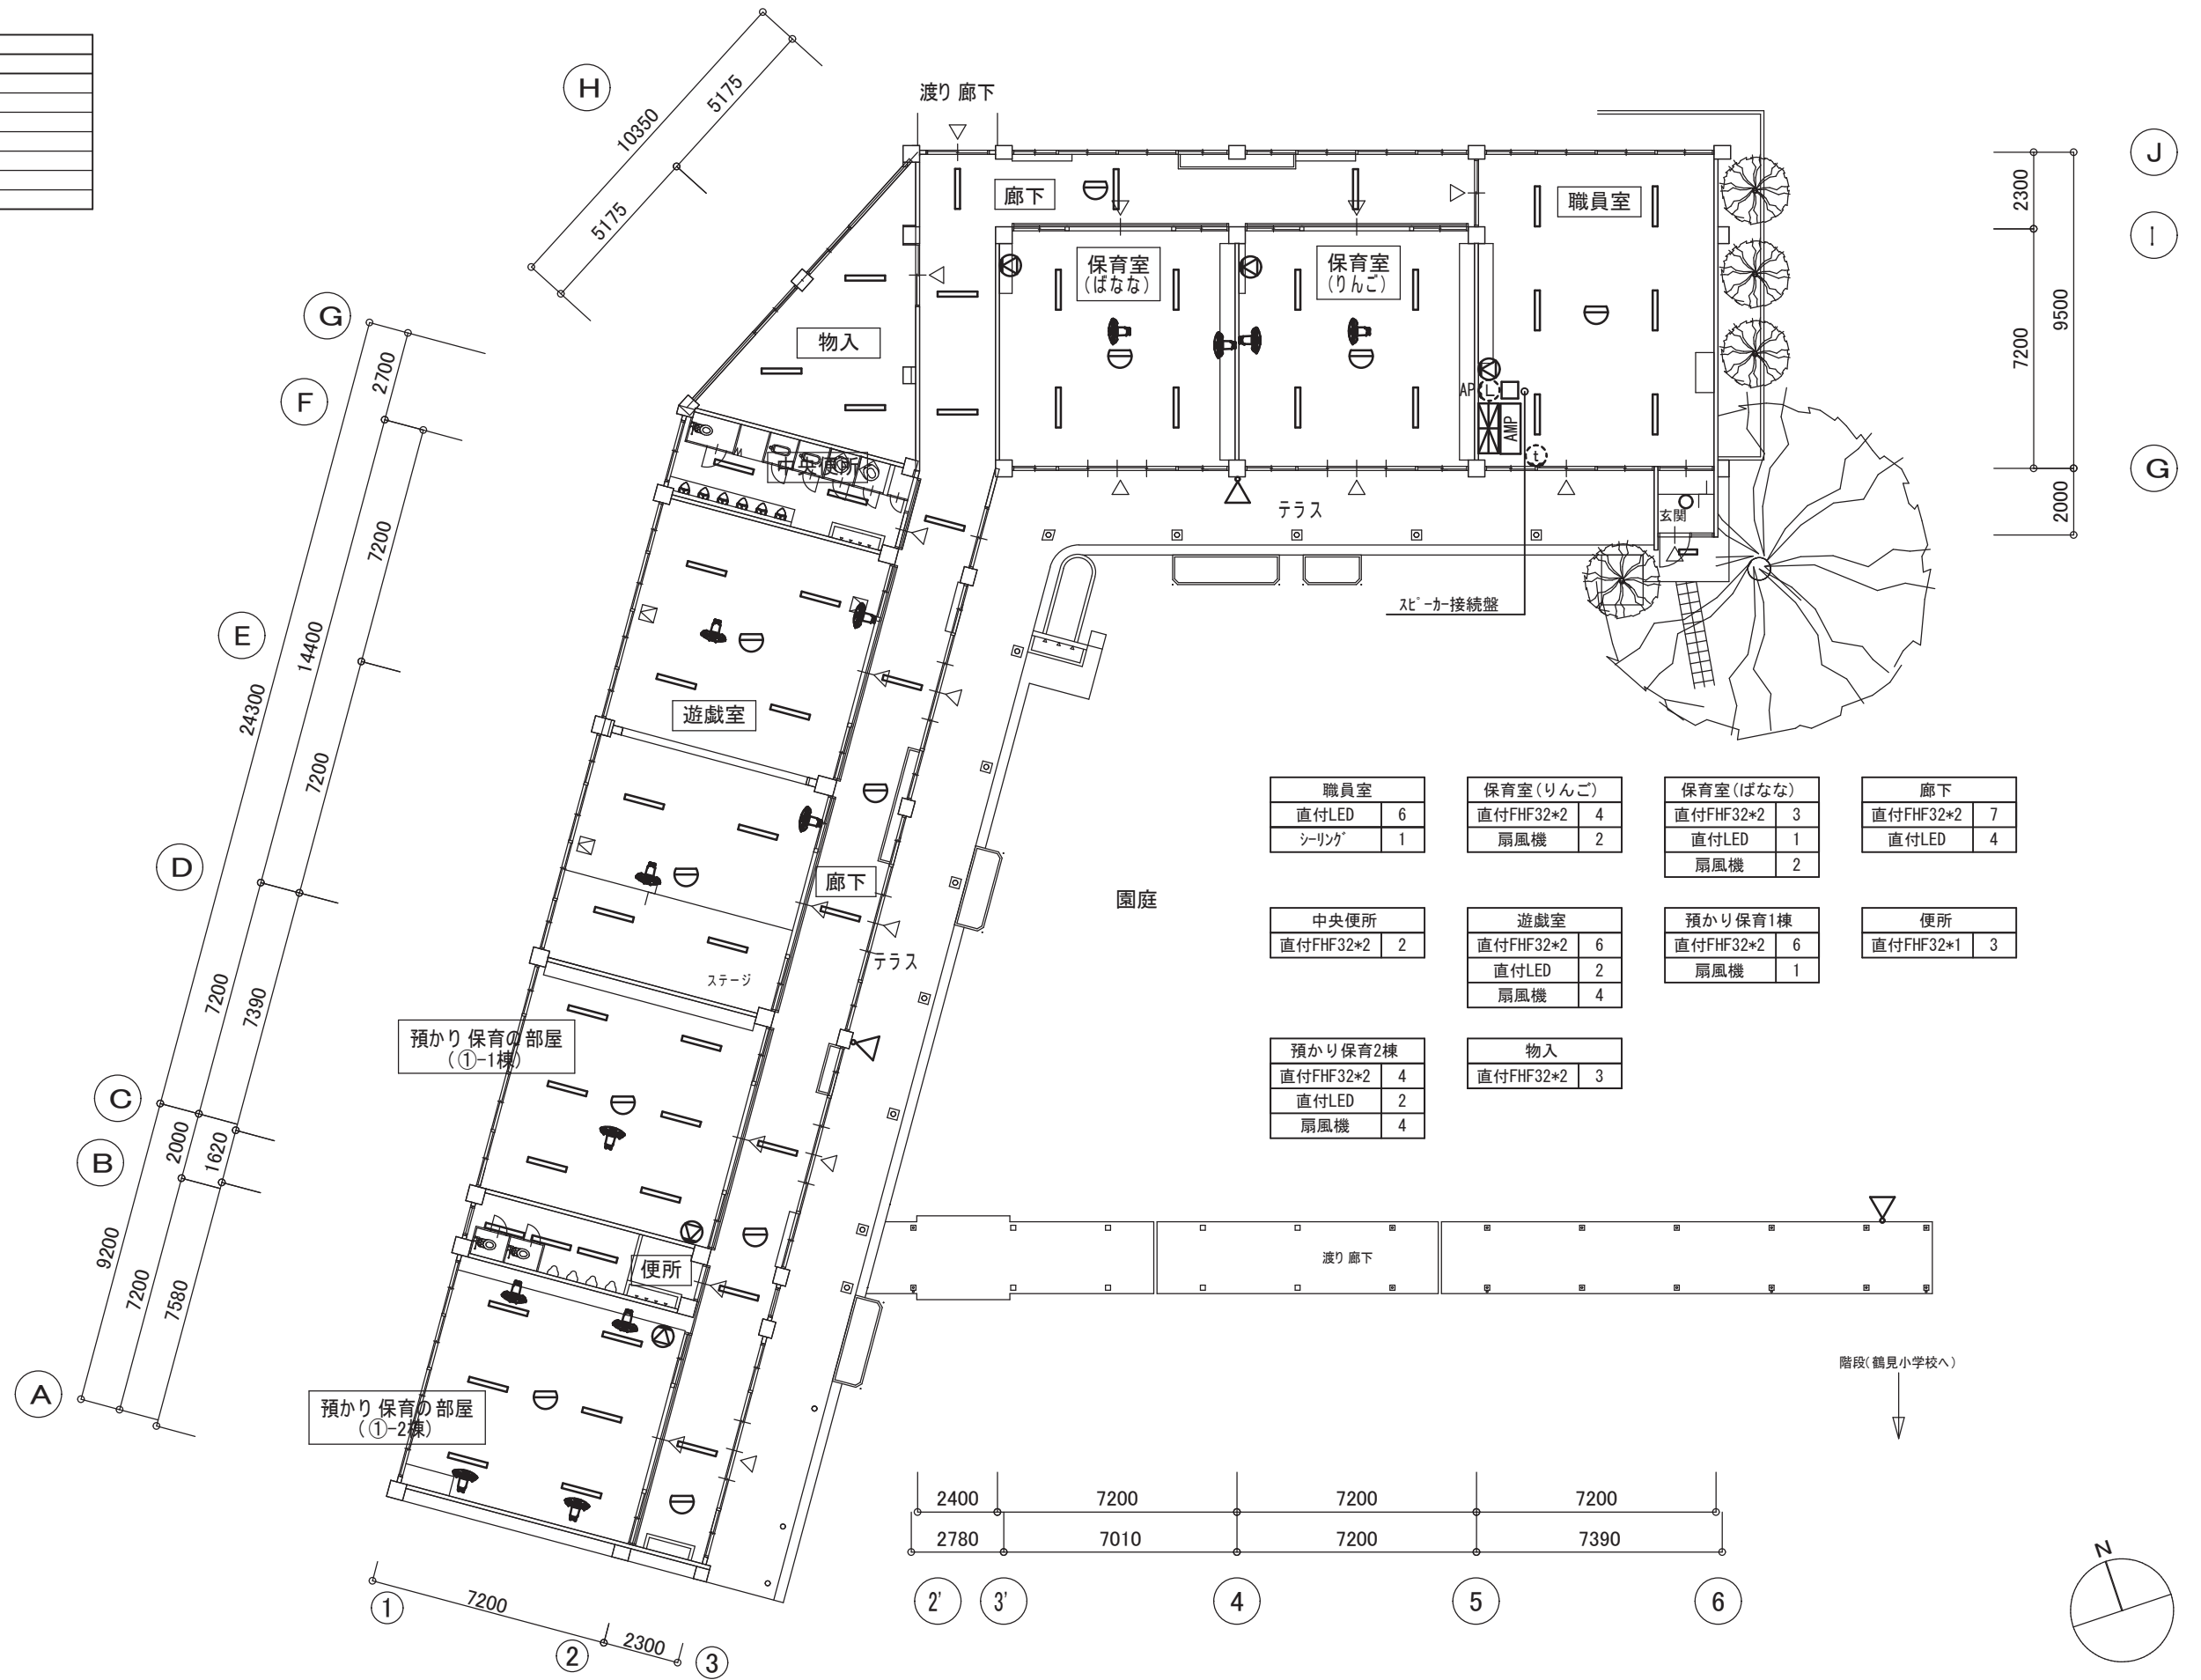 H
10350
5175
5175
渡り廊下
J
I
G
2300
7200
9500
2000
廊下
職員室
保育室
(ばなな)
保育室
(りんご)
物入
AP
L
AMP
t
中央便所
テラス
玄関
スピーカー接続盤
G
F
E
D
C
B
A
2700
14400
24300
7200
7200
7200
7390
2000
1620
9200
7200
7580
遊戯室
廊下
テラス
ステージ
園庭
預かり保育の部屋
(①-1棟)
便所
預かり保育の部屋
(①-2棟)
職員室
直付LED 6
シーリング 1
保育室(りんご)
直付FHF32*2 4
扇風機 2
保育室(ばなな)
直付FHF32*2 3
直付LED 1
扇風機 2
廊下
直付FHF32*2 7
直付LED 4
中央便所
直付FHF32*2 2
遊戯室
直付FHF32*2 6
直付LED 2
扇風機 4
預かり保育1棟
直付FHF32*2 6
扇風機 1
便所
直付FHF32*1 3
預かり保育2棟
直付FHF32*2 4
直付LED 2
扇風機 4
物入
直付FHF32*2 3
渡り廊下
階段(鶴見小学校へ)
2400 7200 7200 7200
2780 7010 7200 7390
2' 3' 4 5 6
7200
2300
1 2 3
N